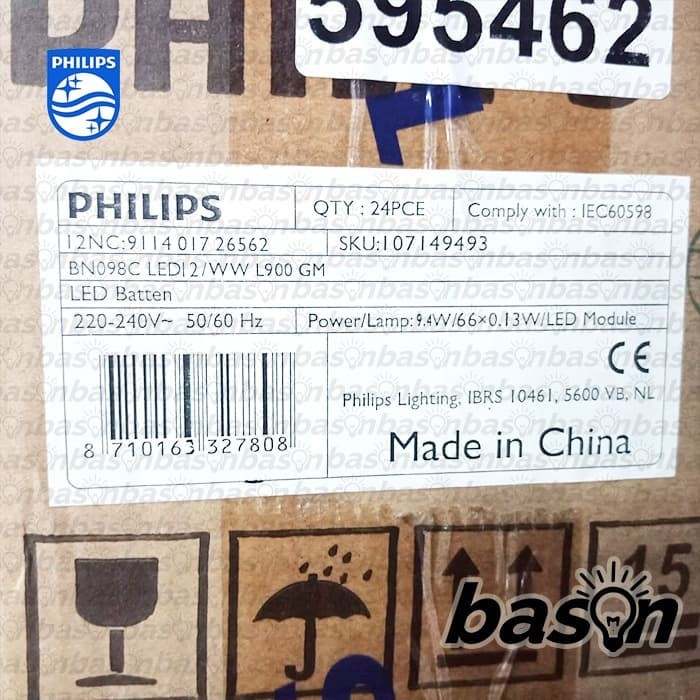 PHILIPS
595462
PHILIPS
PHILIPS QTY : 24PCE Comply with : IEC60598
12NC:9114 017 26562 SKU:107149493
BN098C LED12/WW L900 GM
LED Batten
220-240V~ 50/60 Hz Power/Lamp: 9.4W/66×0.13W/LED Module
CE
Philips Lighting, IBRS 10461, 5600 VB, NL
8 710163 327808 Made in China
15
bason